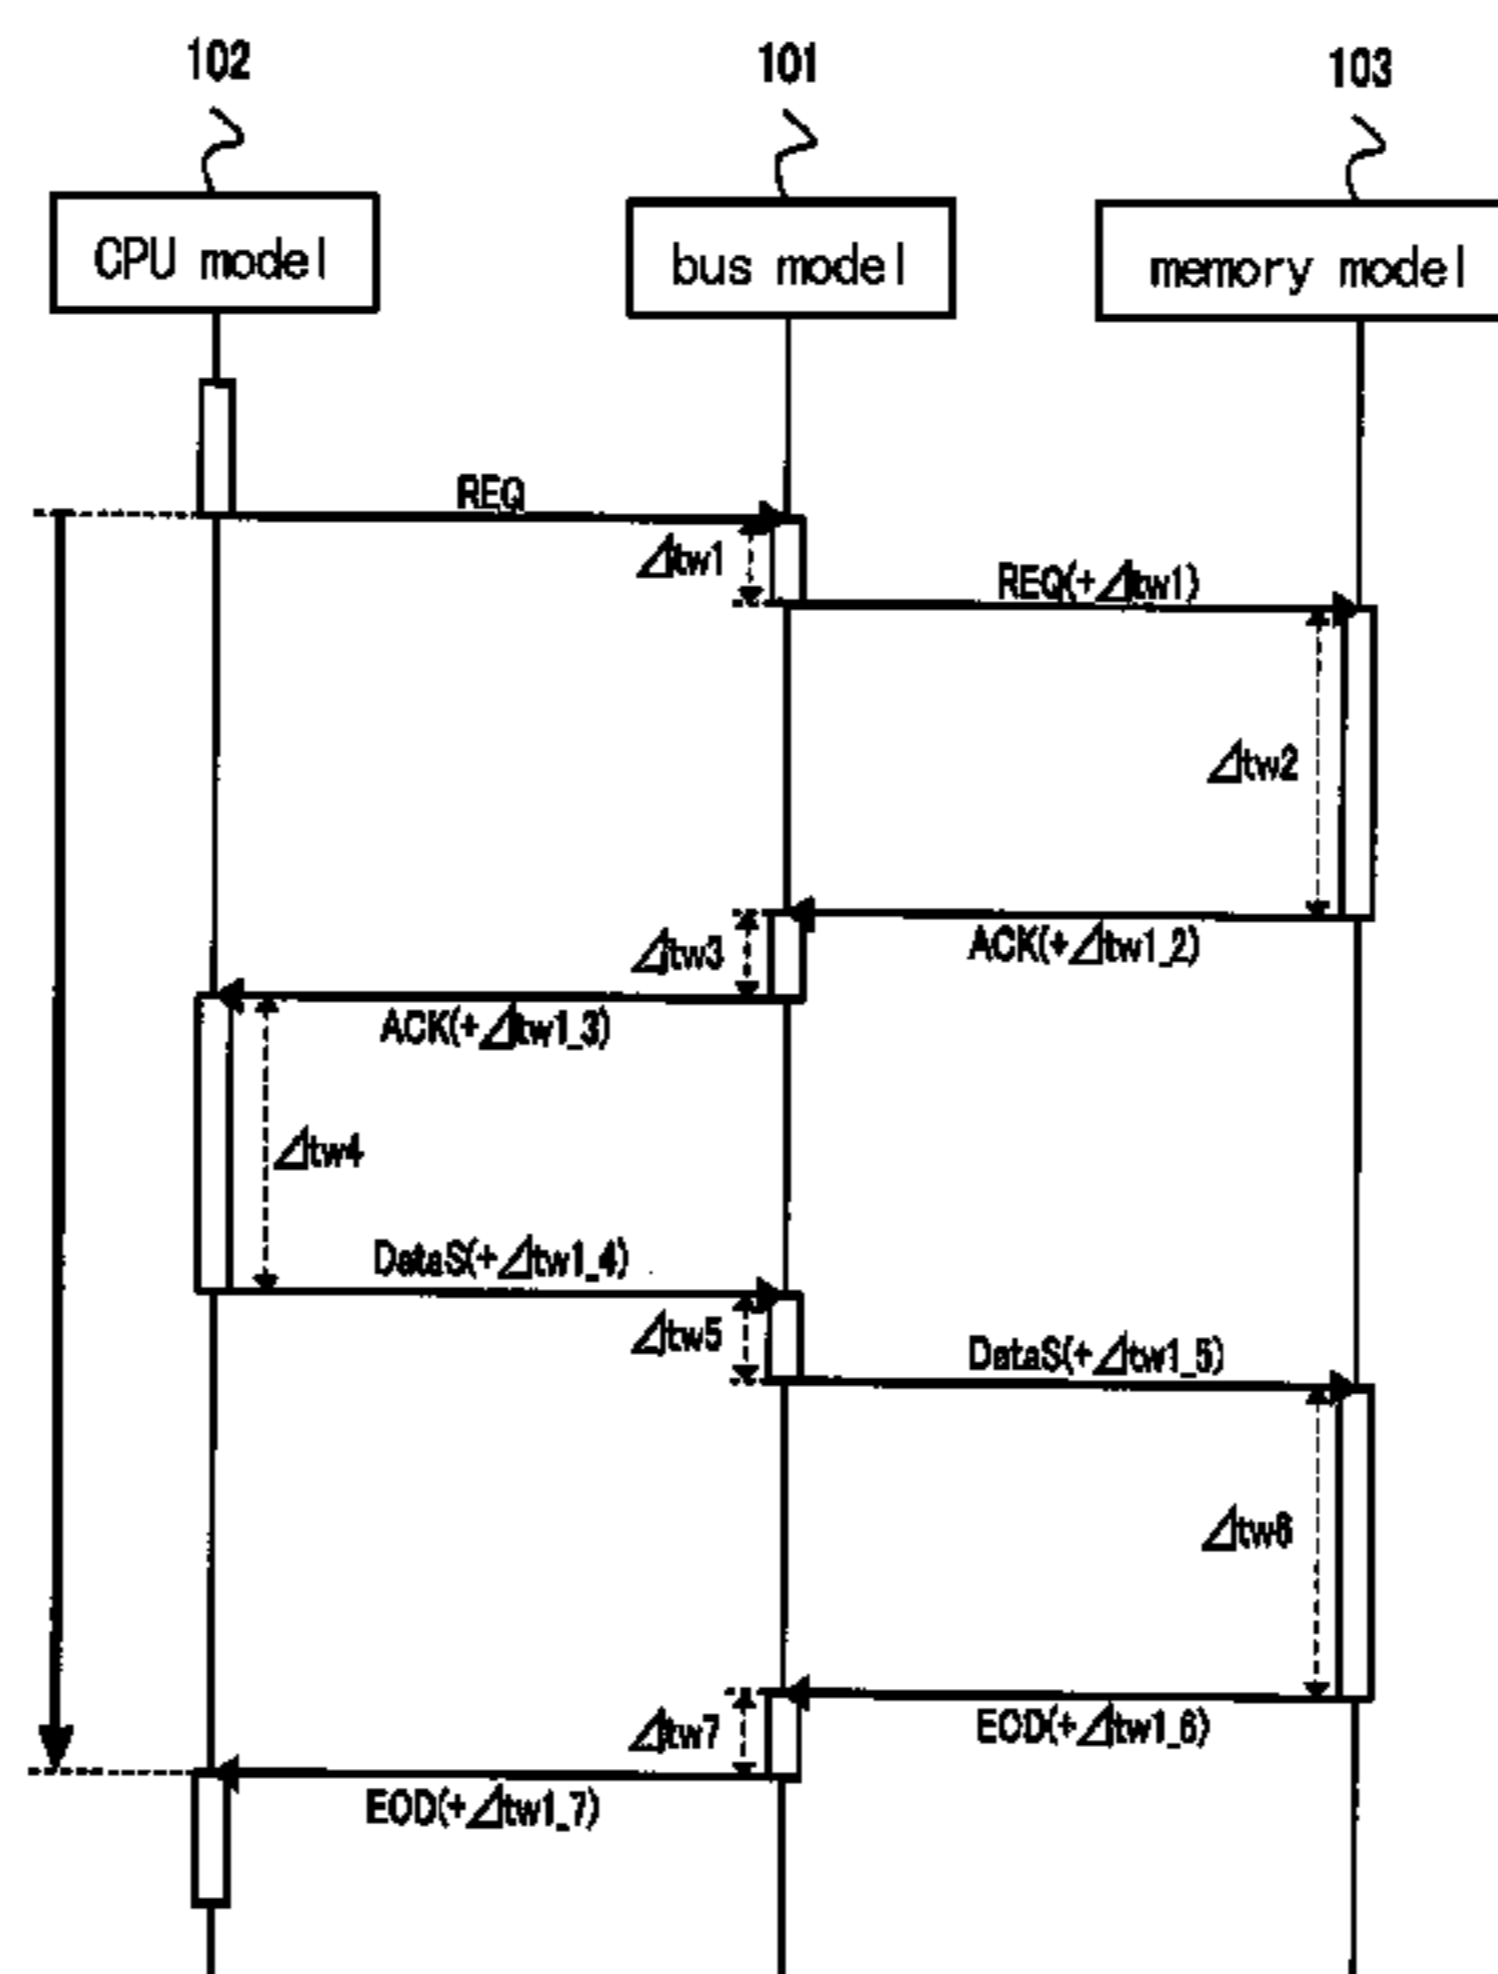 102 101 103
CPU model bus model memory model
REQ
⊿tw1
REQ(+⊿tw1)
⊿tw2
ACK(+⊿tw1_2)
⊿tw3
ACK(+⊿tw1_3)
⊿tw4
DataS(+⊿tw1_4)
⊿tw5
DataS(+⊿tw1_5)
⊿tw6
EOD(+⊿tw1_6)
⊿tw7
EOD(+⊿tw1_7)